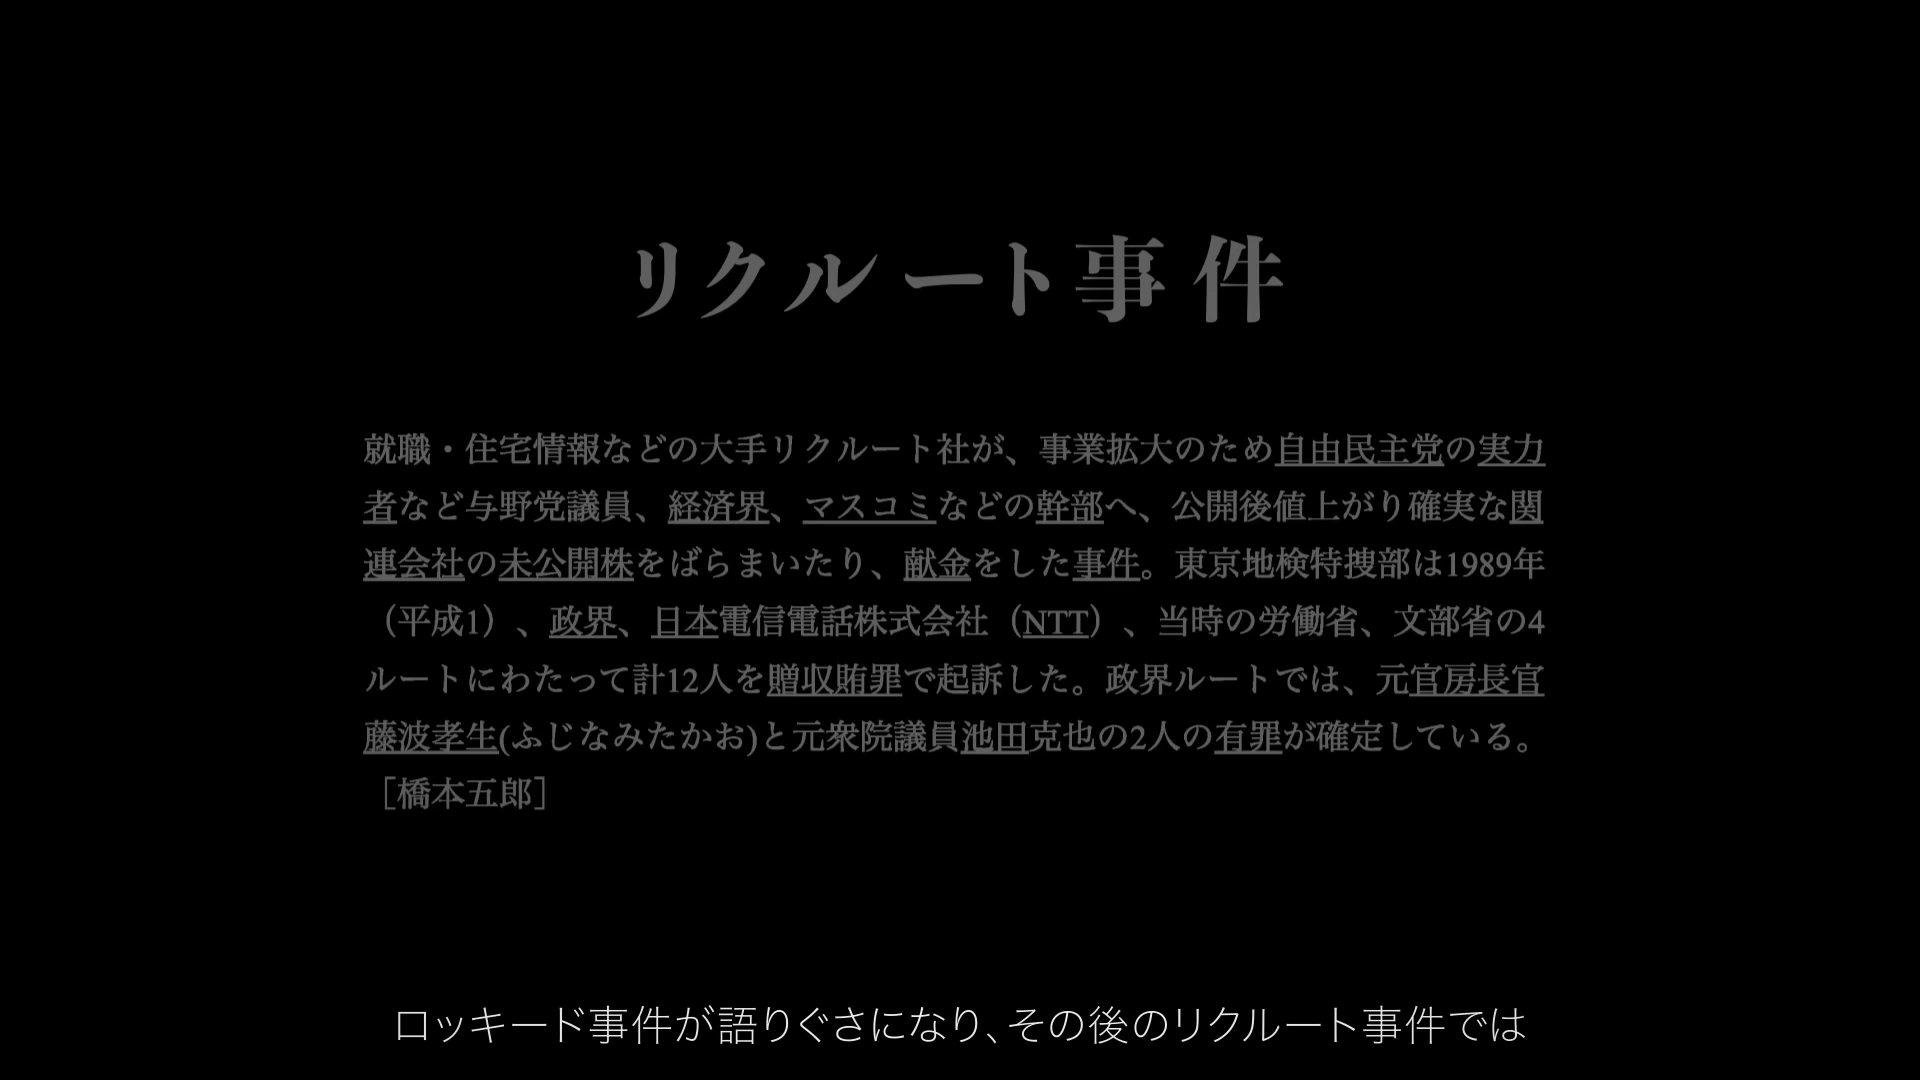 リクルート事件
就職・住宅情報などの大手リクルート社が、事業拡大のため自由民主党の実力
者など与野党議員、経済界、マスコミなどの幹部へ、公開後値上がり確実な関
連会社の未公開株をばらまいたり、献金をした事件。東京地検特捜部は1989年
（平成1）、政界、日本電信電話株式会社（NTT）、当時の労働省、文部省の4
ルートにわたって計12人を贈収賄罪で起訴した。政界ルートでは、元官房長官
藤波孝生(ふじなみたかお)と元衆院議員池田克也の2人の有罪が確定している。
［橋本五郎］
ロッキード事件が語りぐさになり、その後のリクルート事件では